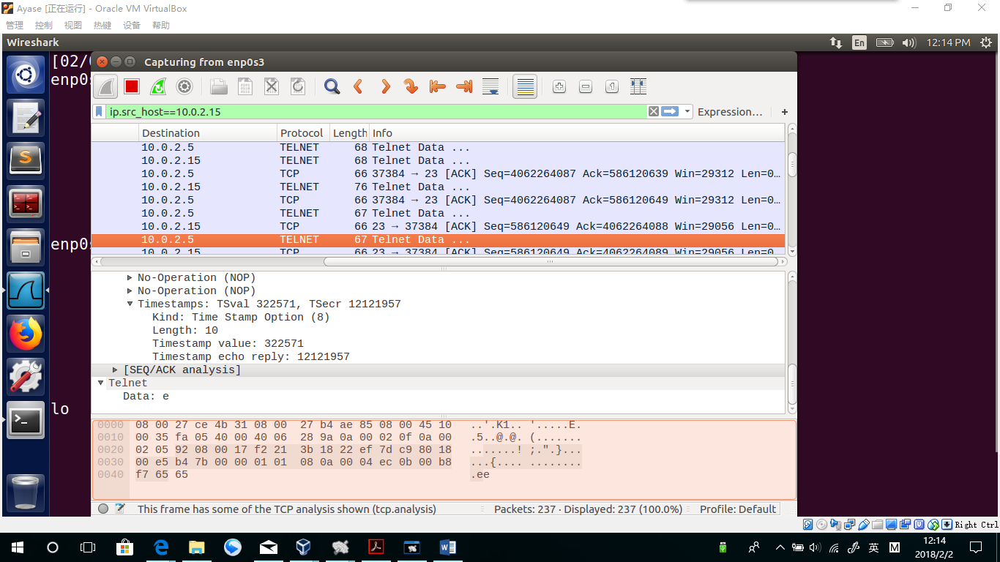 Ayase [正在运行] - Oracle VM VirtualBox
管理 控制 视图 热键 设备 帮助
Wireshark En 12:14 PM
[02/
enp0s
Capturing from enp0s3
ip.src_host==10.0.2.15 Expression… +
Destination Protocol Length Info
10.0.2.5 TELNET 68 Telnet Data ...
10.0.2.15 TELNET 68 Telnet Data ...
10.0.2.5 TCP 66 37384 → 23 [ACK] Seq=4062264087 Ack=586120639 Win=29312 Len=0…
10.0.2.15 TELNET 76 Telnet Data ...
10.0.2.5 TCP 66 37384 → 23 [ACK] Seq=4062264087 Ack=586120649 Win=29312 Len=0…
10.0.2.5 TELNET 67 Telnet Data ...
10.0.2.15 TCP 66 23 → 37384 [ACK] Seq=586120649 Ack=4062264088 Win=29056 Len=0…
10.0.2.5 TELNET 67 Telnet Data ...
10.0.2.15 TCP 66 23 → 37384 [ACK] Seq=586120649 Ack=4062264089 Win=29056 Len=0
enp0s
No-Operation (NOP)
No-Operation (NOP)
Timestamps: TSval 322571, TSecr 12121957
Kind: Time Stamp Option (8)
Length: 10
Timestamp value: 322571
Timestamp echo reply: 12121957
[SEQ/ACK analysis]
Telnet
Data: e
lo
0000 08 00 27 ce 4b 31 08 00 27 b4 ae 85 08 00 45 10 ..'.K1.. '.....E.
0010 00 35 fa 05 40 00 40 06 28 9a 0a 00 02 0f 0a 00 .5..@.@. (.......
0020 02 05 92 08 00 17 f2 21 3b 18 22 ef 7d c9 80 18 .......! ;.".}...
0030 00 e5 b4 7b 00 00 01 01 08 0a 00 04 ec 0b 00 b8 ...{.... ........
0040 f7 65 65 .ee
This frame has some of the TCP analysis shown (tcp.analysis) Packets: 237 · Displayed: 237 (100.0%) Profile: Default
Right Ctrl
英 M 12:14
2018/2/2